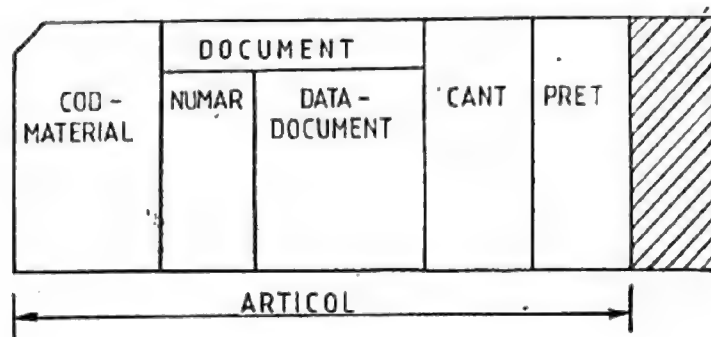 DOCUMENT
COD-
MATERIAL
NUMAR
DATA-
DOCUMENT
CANT
PRET
ARTICOL